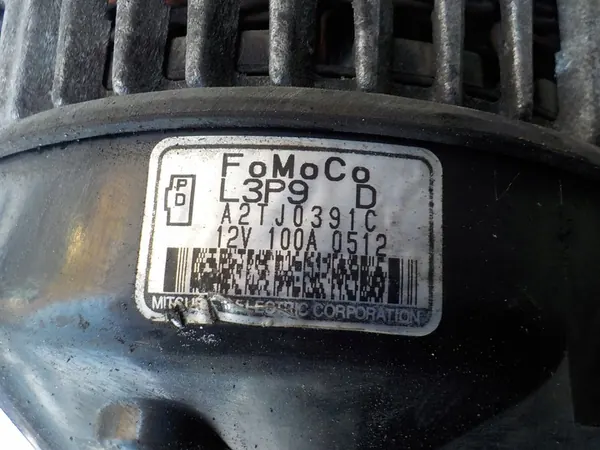 FoMoCo
P
D
L3P9 D
A2TJ0391C
12V 100A 0512
ELECTRIC CORPORATION